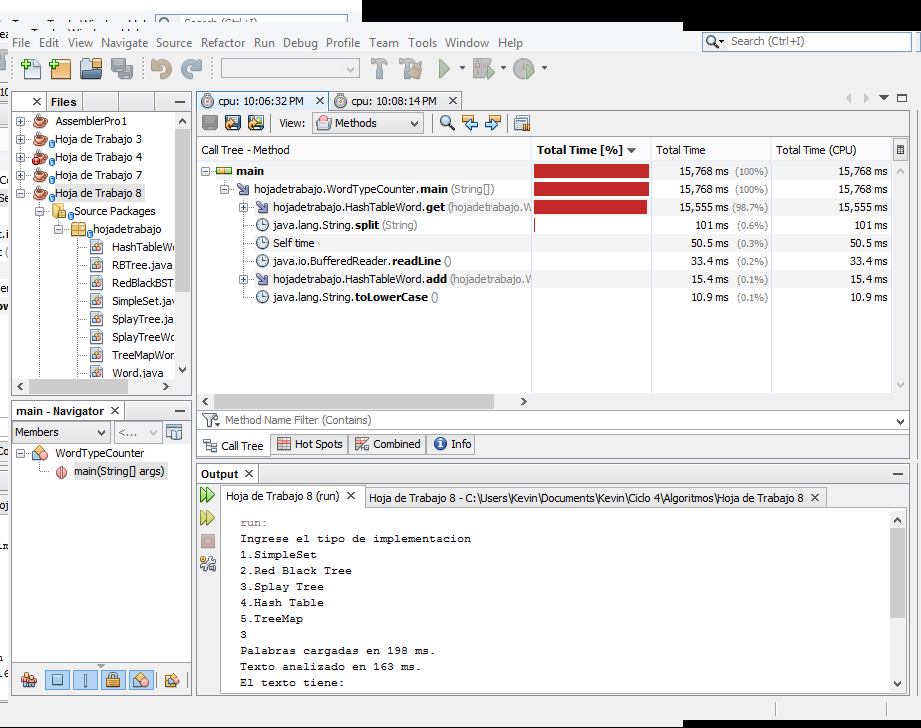 Search (Ctrl+I)
File Edit View Navigate Source Refactor Run Debug Profile Team Tools Window Help
Search (Ctrl+I)
Files
AssemblerPro1
Hoja de Trabajo 3
Hoja de Trabajo 4
Hoja de Trabajo 7
Hoja de Trabajo 8
Source Packages
hojadetrabajo
HashTableWo
RBTree.java
RedBlackBST
SimpleSet.jav
SplayTree.ja
SplayTreeWo
TreeMapWor
Word.java
main - Navigator
Members <...
WordTypeCounter
main(String[] args)
cpu: 10:06:32 PM cpu: 10:08:14 PM
View: Methods
Call Tree - Method Total Time [%] Total Time Total Time (CPU)
main 15,768 ms (100%) 15,768 ms
hojadetrabajo.WordTypeCounter.main (String[]) 15,768 ms (100%) 15,768 ms
hojadetrabajo.HashTableWord.get (hojadetrabajo.W 15,555 ms (98.7%) 15,555 ms
java.lang.String.split (String) 101 ms (0.6%) 101 ms
Self time 50.5 ms (0.3%) 50.5 ms
java.io.BufferedReader.readLine () 33.4 ms (0.2%) 33.4 ms
hojadetrabajo.HashTableWord.add (hojadetrabajo.W 15.4 ms (0.1%) 15.4 ms
java.lang.String.toLowerCase () 10.9 ms (0.1%) 10.9 ms
Method Name Filter (Contains)
Call Tree Hot Spots Combined Info
Output
Hoja de Trabajo 8 (run) Hoja de Trabajo 8 - C:\Users\Kevin\Documents\Kevin\Ciclo 4\Algoritmos\Hoja de Trabajo 8
run:
Ingrese el tipo de implementacion
1.SimpleSet
2.Red Black Tree
3.Splay Tree
4.Hash Table
5.TreeMap
3
Palabras cargadas en 198 ms.
Texto analizado en 163 ms.
El texto tiene: